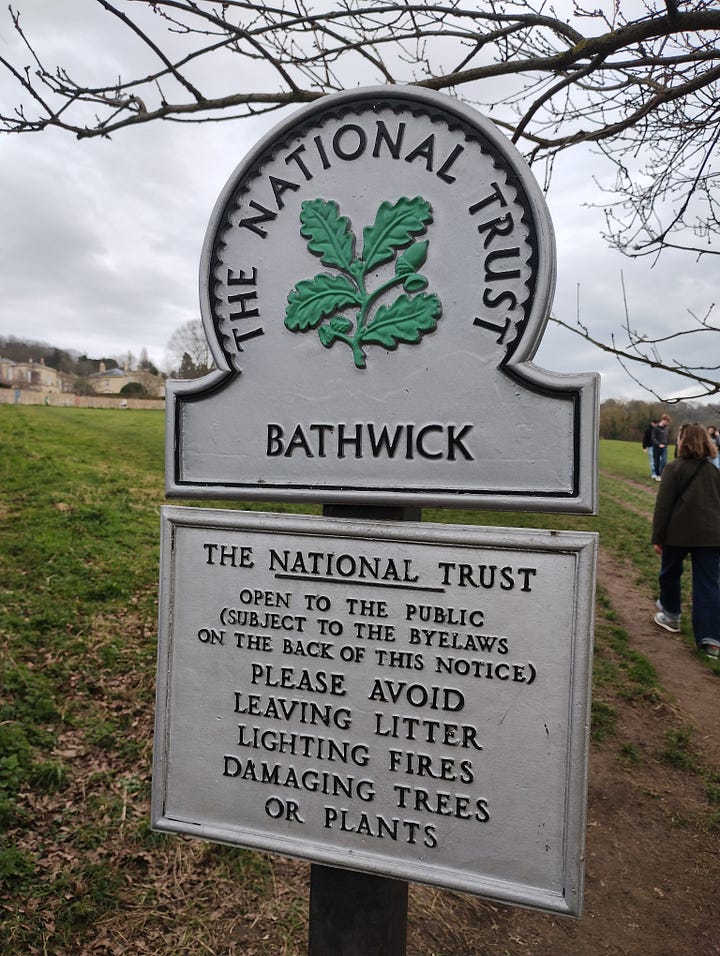 THE NATIONAL TRUST
BATHWICK
THE NATIONAL TRUST
OPEN TO THE PUBLIC
(SUBJECT TO THE BYELAWS
ON THE BACK OF THIS NOTICE)
PLEASE AVOID
LEAVING LITTER
LIGHTING FIRES
DAMAGING TREES
OR PLANTS